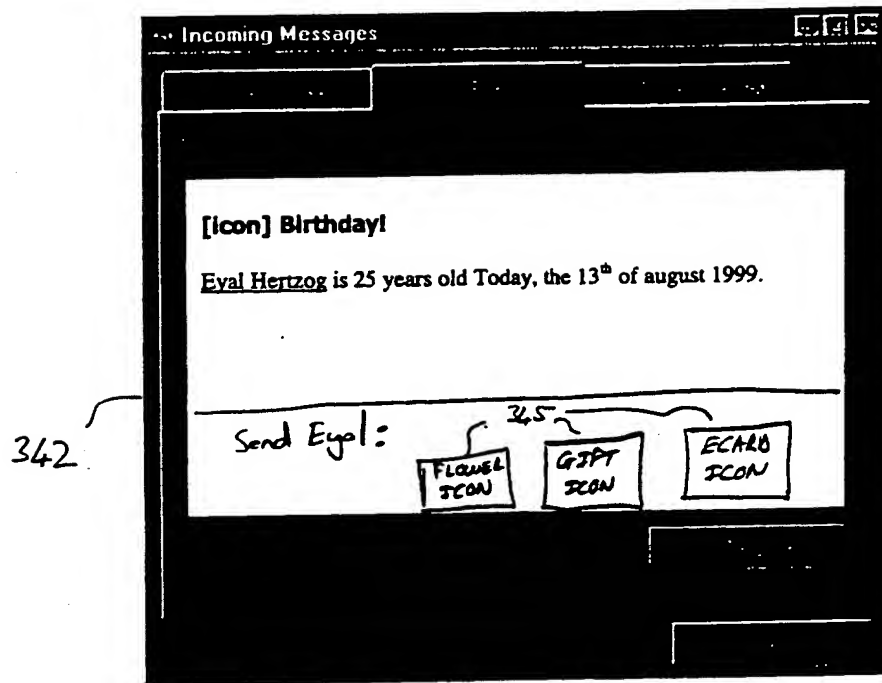 Incoming Messages
[icon] Birthday!
Eyal Hertzog is 25 years old Today, the 13th of august 1999.
342
345
Send Eyal:
FLOWER
ICON
GIFT
ICON
ECARD
ICON